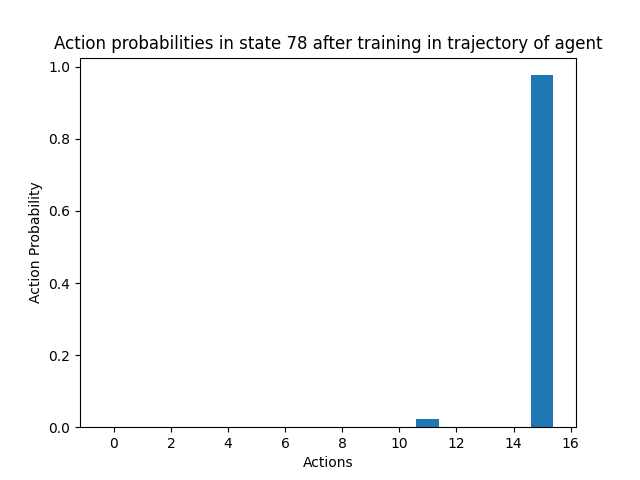 Action probabilities in state 78 after training in trajectory of agent
1.0
0.8
0.6
0.4
0.2
0.0
Action Probability
0 2 4 6 8 10 12 14 16
Actions